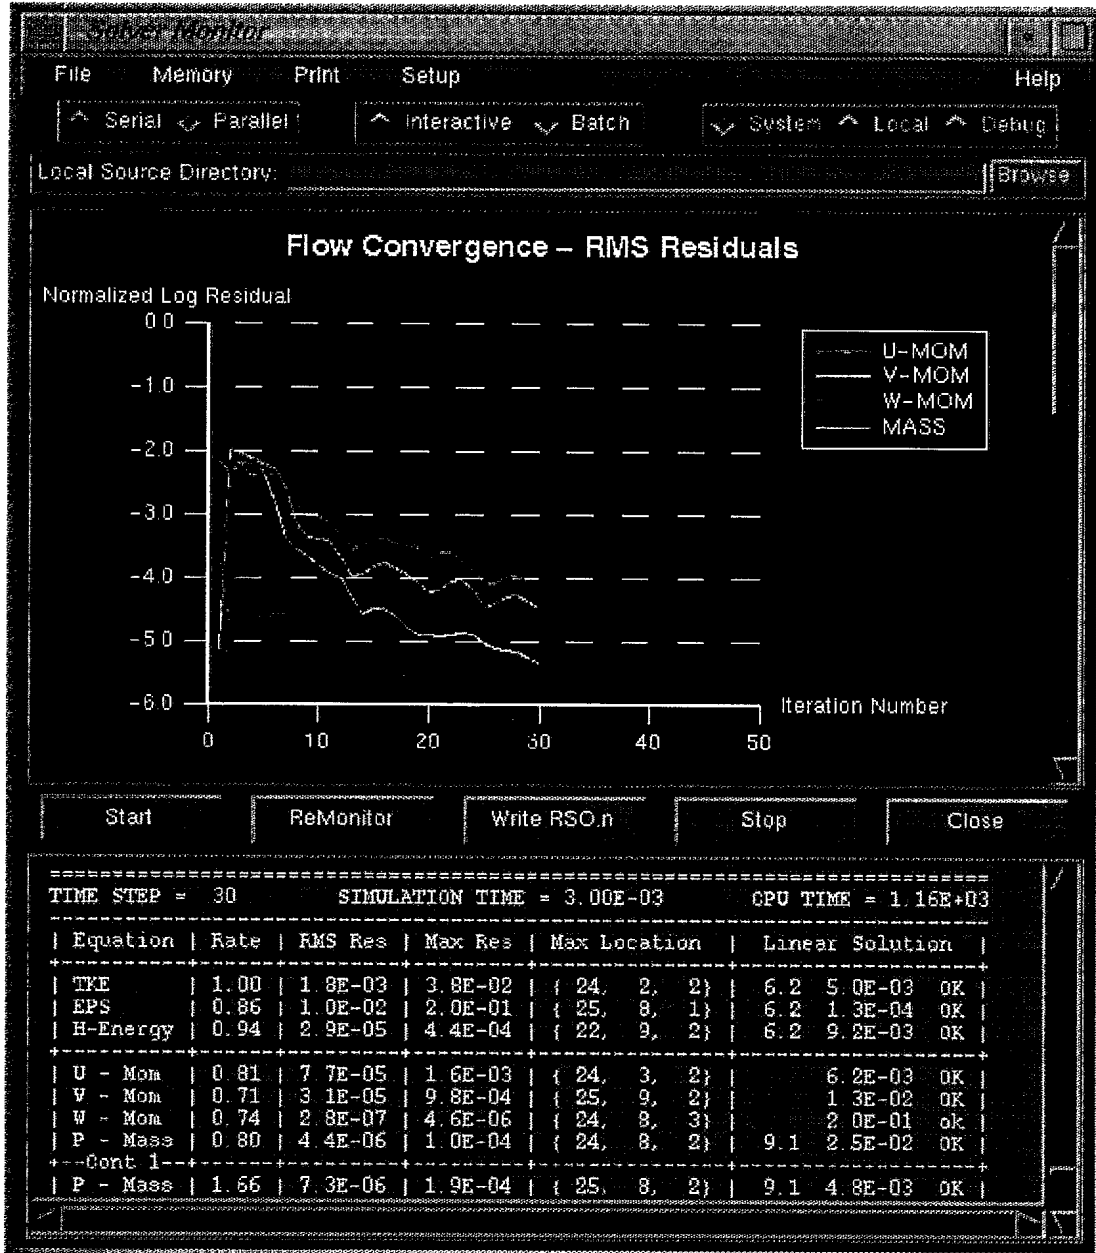 Solver Monitor
File Memory Print Setup Help
Serial Parallel Interactive Batch System Local Debug
Local Source Directory: Browse
Flow Convergence – RMS Residuals
Normalized Log Residual
0.0
-1.0
-2.0
-3.0
-4.0
-5.0
-6.0
U-MOM
V-MOM
W-MOM
MASS
Iteration Number
0 10 20 30 40 50
Start ReMonitor Write RSO.n Stop Close
======================================================================
TIME STEP = 30 SIMULATION TIME = 3.00E-03 CPU TIME = 1.16E+03
| Equation | Rate | RMS Res | Max Res | Max Location | Linear Solution |
| TKE | 1.00 | 1.8E-03 | 3.8E-02 | { 24, 2, 2} | 6.2 5.0E-03 OK |
| EPS | 0.86 | 1.0E-02 | 2.0E-01 | { 25, 8, 1} | 6.2 1.3E-04 OK |
| H-Energy | 0.94 | 2.9E-05 | 4.4E-04 | { 22, 9, 2} | 6.2 9.2E-03 OK |
| U - Mom | 0.81 | 7.7E-05 | 1.6E-03 | { 24, 3, 2} | 6.2E-03 OK |
| V - Mom | 0.71 | 3.1E-05 | 9.8E-04 | { 25, 9, 2} | 1.3E-02 OK |
| W - Mom | 0.74 | 2.8E-07 | 4.6E-06 | { 24, 8, 3} | 2.0E-01 ok |
| P - Mass | 0.80 | 4.4E-06 | 1.0E-04 | { 24, 8, 2} | 9.1 2.5E-02 OK |
+--Cont 1--+------+---------+---------+--------------+-----------------+
| P - Mass | 1.66 | 7.3E-06 | 1.9E-04 | { 25, 8, 2} | 9.1 4.8E-03 OK |